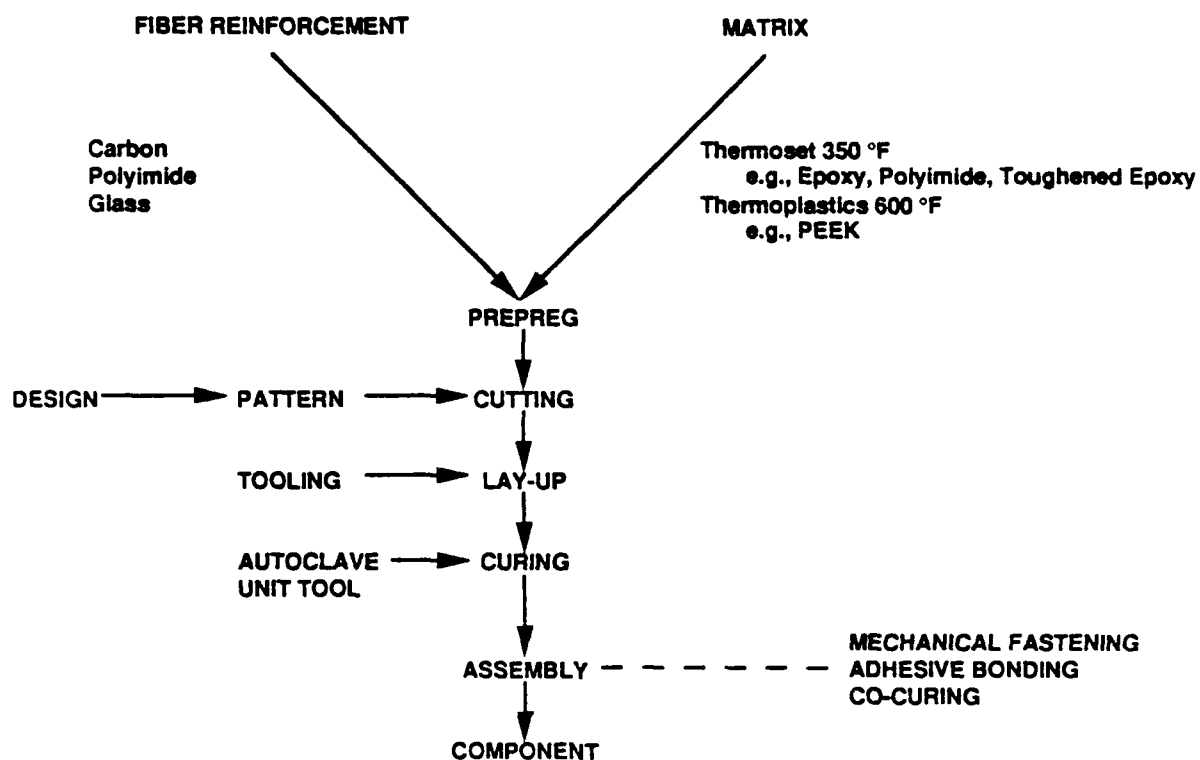 FIBER REINFORCEMENT
MATRIX
Carbon
Polyimide
Glass
Thermoset 350 °F
e.g., Epoxy, Polyimide, Toughened Epoxy
Thermoplastics 600 °F
e.g., PEEK
PREPREG
DESIGN
PATTERN
CUTTING
TOOLING
LAY-UP
AUTOCLAVE
UNIT TOOL
CURING
ASSEMBLY
MECHANICAL FASTENING
ADHESIVE BONDING
CO-CURING
COMPONENT